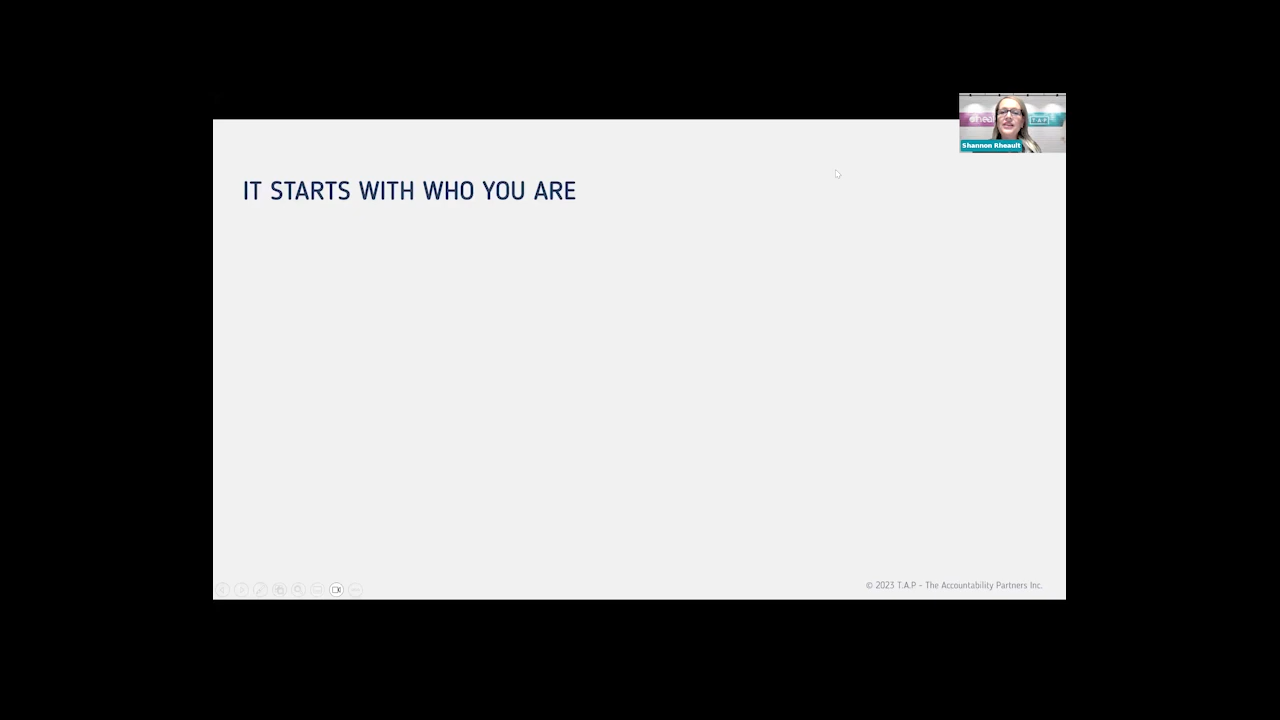 T.A.P
Shannon Rheault
IT STARTS WITH WHO YOU ARE
© 2023 T.A.P - The Accountability Partners Inc.